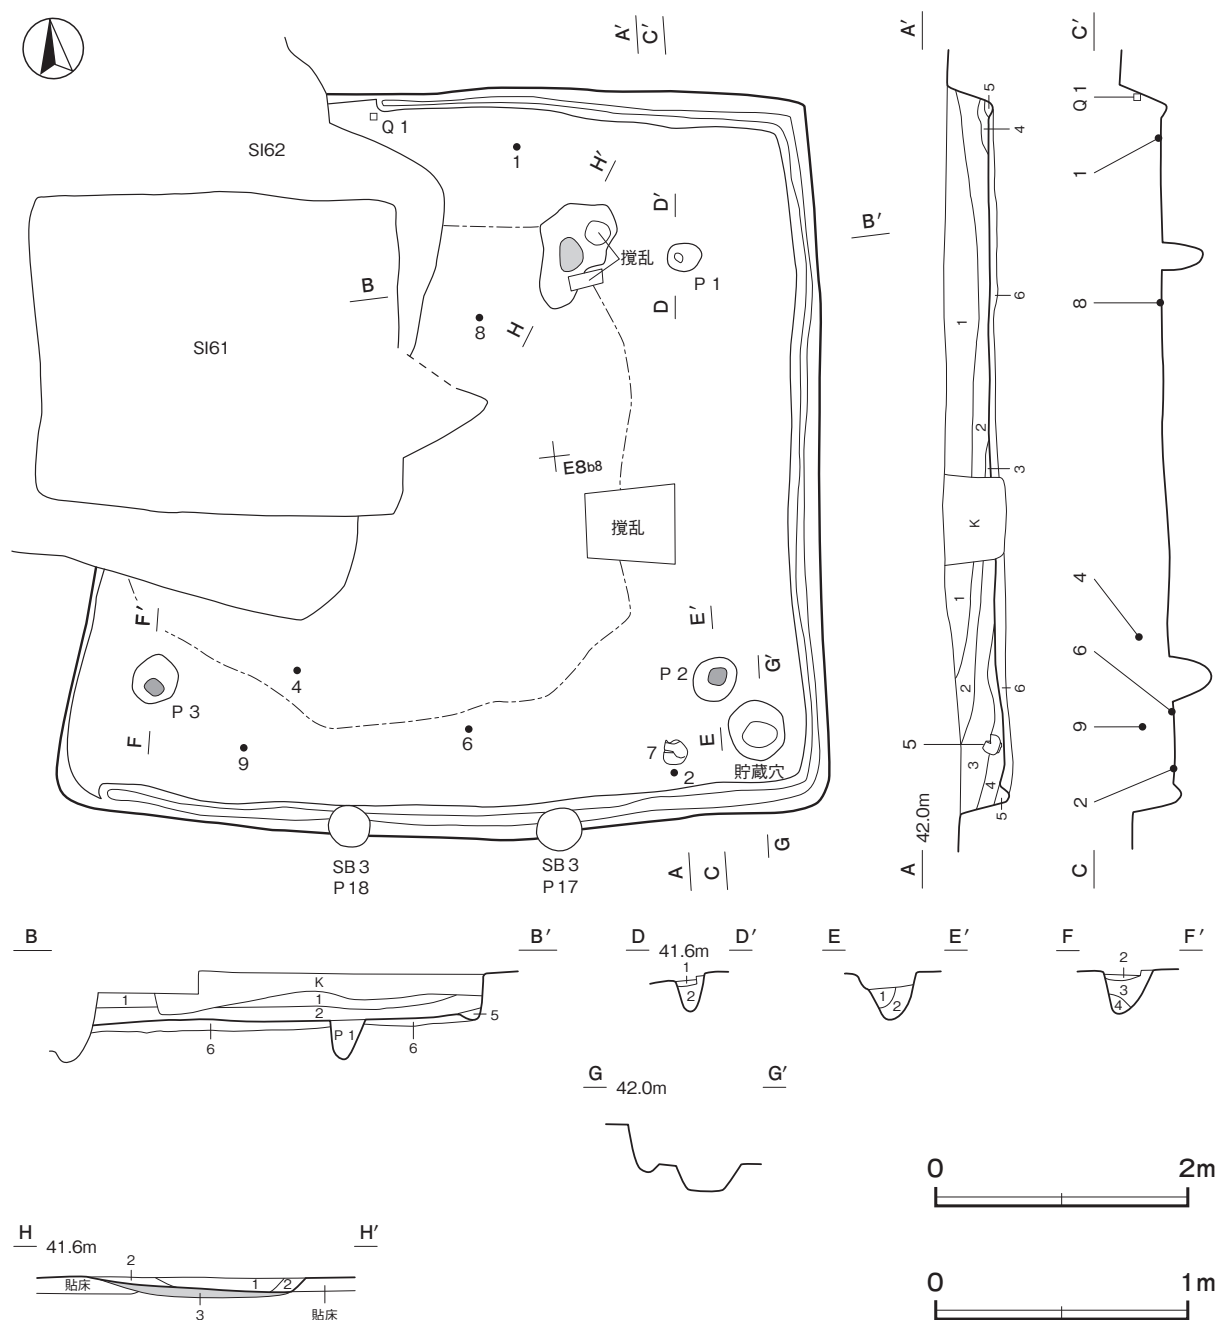 A′
C′
A′
C′
Q 1
SI62
1
H′
D′
B′
撹乱
P 1
B
D
8
H
SI61
E8b8
撹乱
F′
E′
G′
P 2
4
P 3
F
6
9
7
E
2
貯蔵穴
SB 3
P 18
SB 3
P 17
G
A
C
5
4
1
6
2
3
K
1
2
6
5
3
4
5
A
42.0m
Q 1
1
8
4
6
9
2
C
B
B′
K
1
1
2
P 1
5
6
6
D
41.6m
D′
1
2
E
E′
1
2
F
F′
2
3
4
G
42.0m
G′
0
2m
H
41.6m
H′
2
貼床
1
2
3
貼床
0
1m